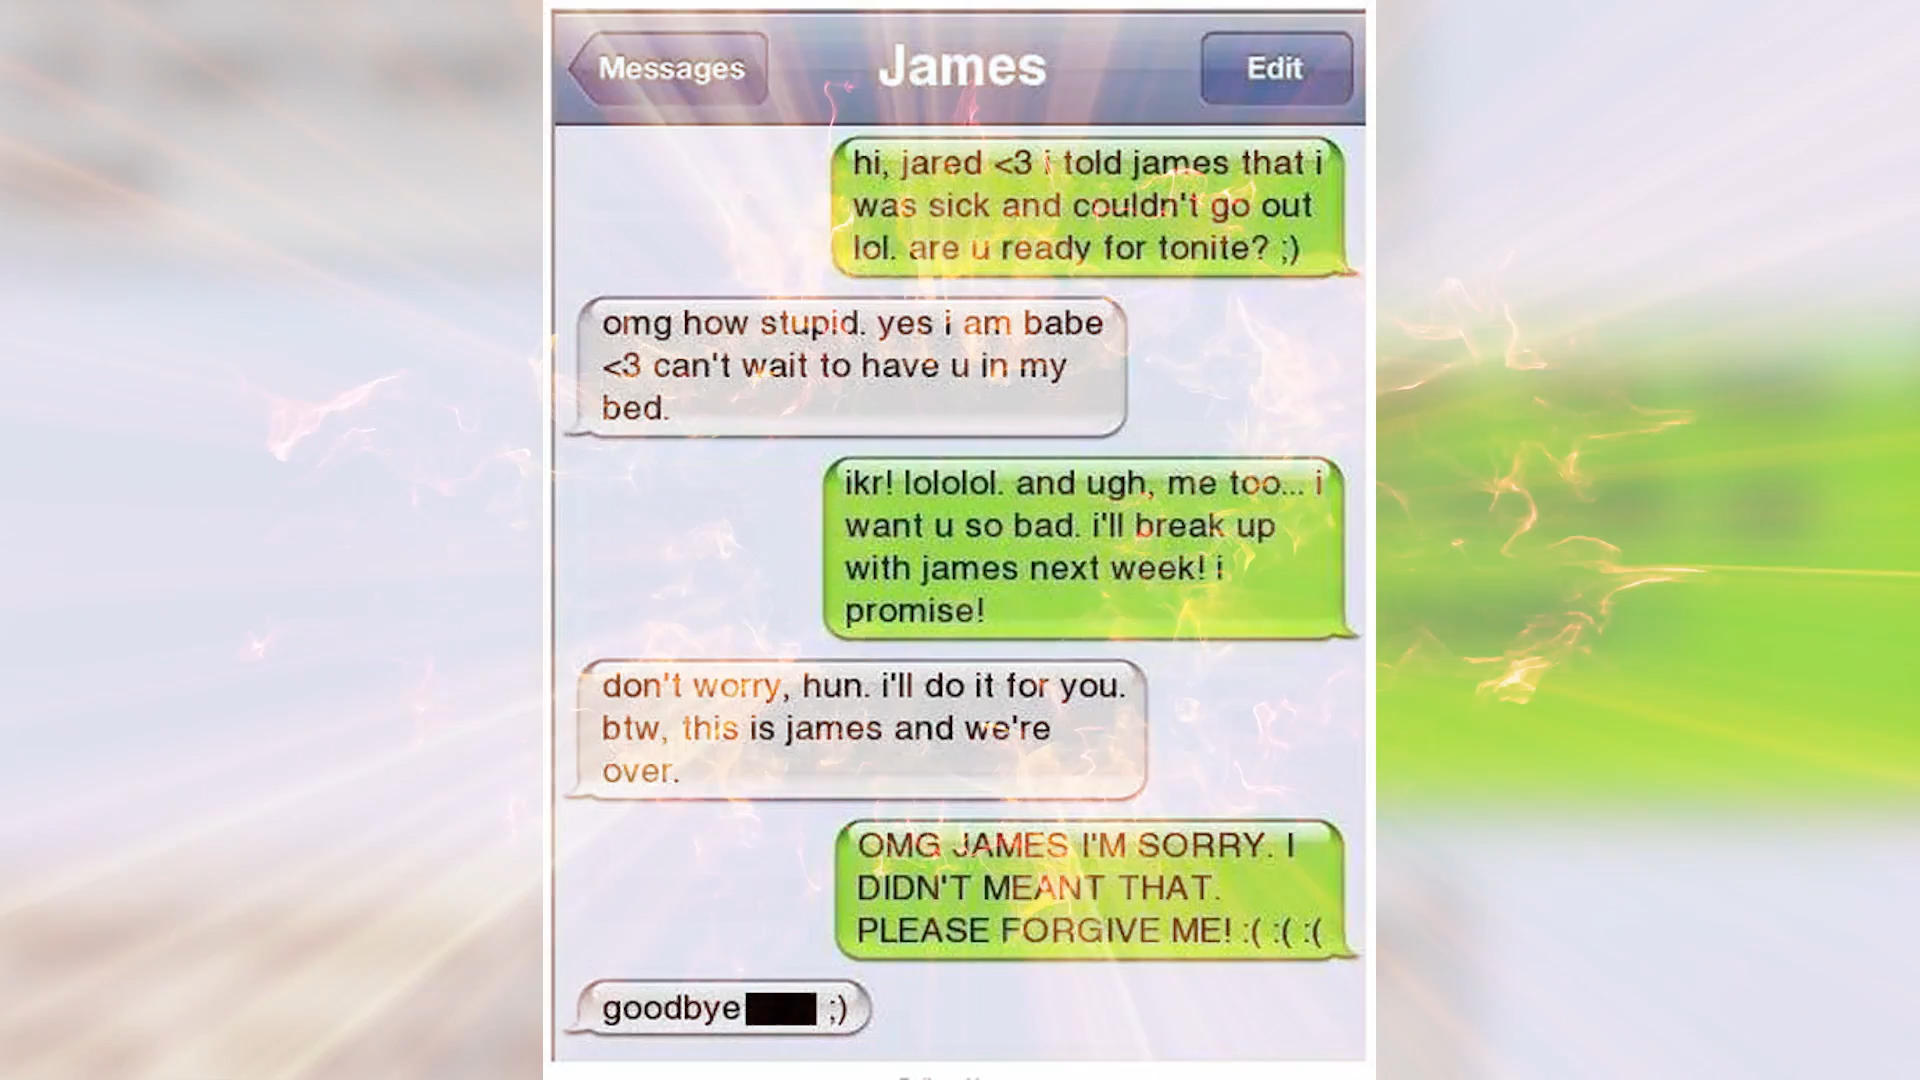 Messages
James
Edit
hi, jared <3 i told james that i
was sick and couldn't go out
lol. are u ready for tonite? ;)
omg how stupid. yes i am babe
<3 can't wait to have u in my
bed.
ikr! lololol. and ugh, me too... i
want u so bad. i'll break up
with james next week! i
promise!
don't worry, hun. i'll do it for you.
btw, this is james and we're
over.
OMG JAMES I'M SORRY. I
DIDN'T MEANT THAT.
PLEASE FORGIVE ME! :( :( :(
goodbye ;)